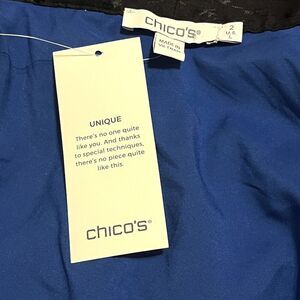 chico's®
2
U.S.
L
MADE IN
VIETNAM
UNIQUE
There's no one quite
like you. And thanks
to special techniques,
there's no piece quite
like this.
chico's®